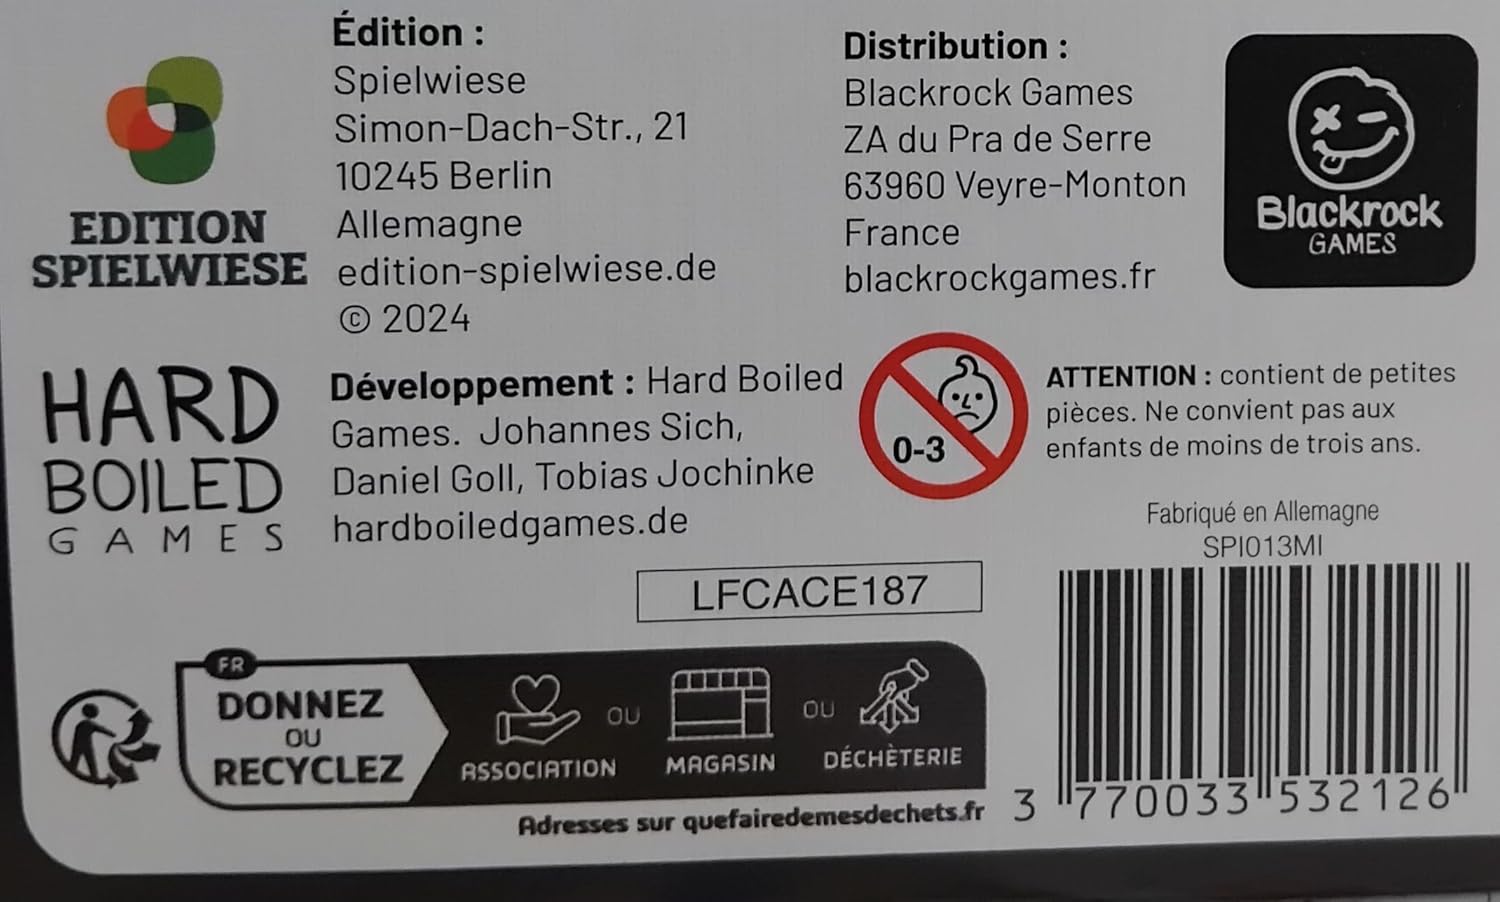 EDITION
SPIELWIESE
Édition :
Spielwiese
Simon-Dach-Str., 21
10245 Berlin
Allemagne
edition-spielwiese.de
© 2024
Distribution :
Blackrock Games
ZA du Pra de Serre
63960 Veyre-Monton
France
blackrockgames.fr
Blackrock
GAMES
HARD
BOILED
GAMES
Développement : Hard Boiled
Games. Johannes Sich,
Daniel Goll, Tobias Jochinke
hardboiledgames.de
0-3
ATTENTION : contient de petites
pièces. Ne convient pas aux
enfants de moins de trois ans.
Fabriqué en Allemagne
SPI013MI
LFCACE187
FR
DONNEZ
OU
RECYCLEZ
ASSOCIATION
OU
MAGASIN
OU
DÉCHÈTERIE
Adresses sur quefairedemesdechets.fr
3 770033 532126